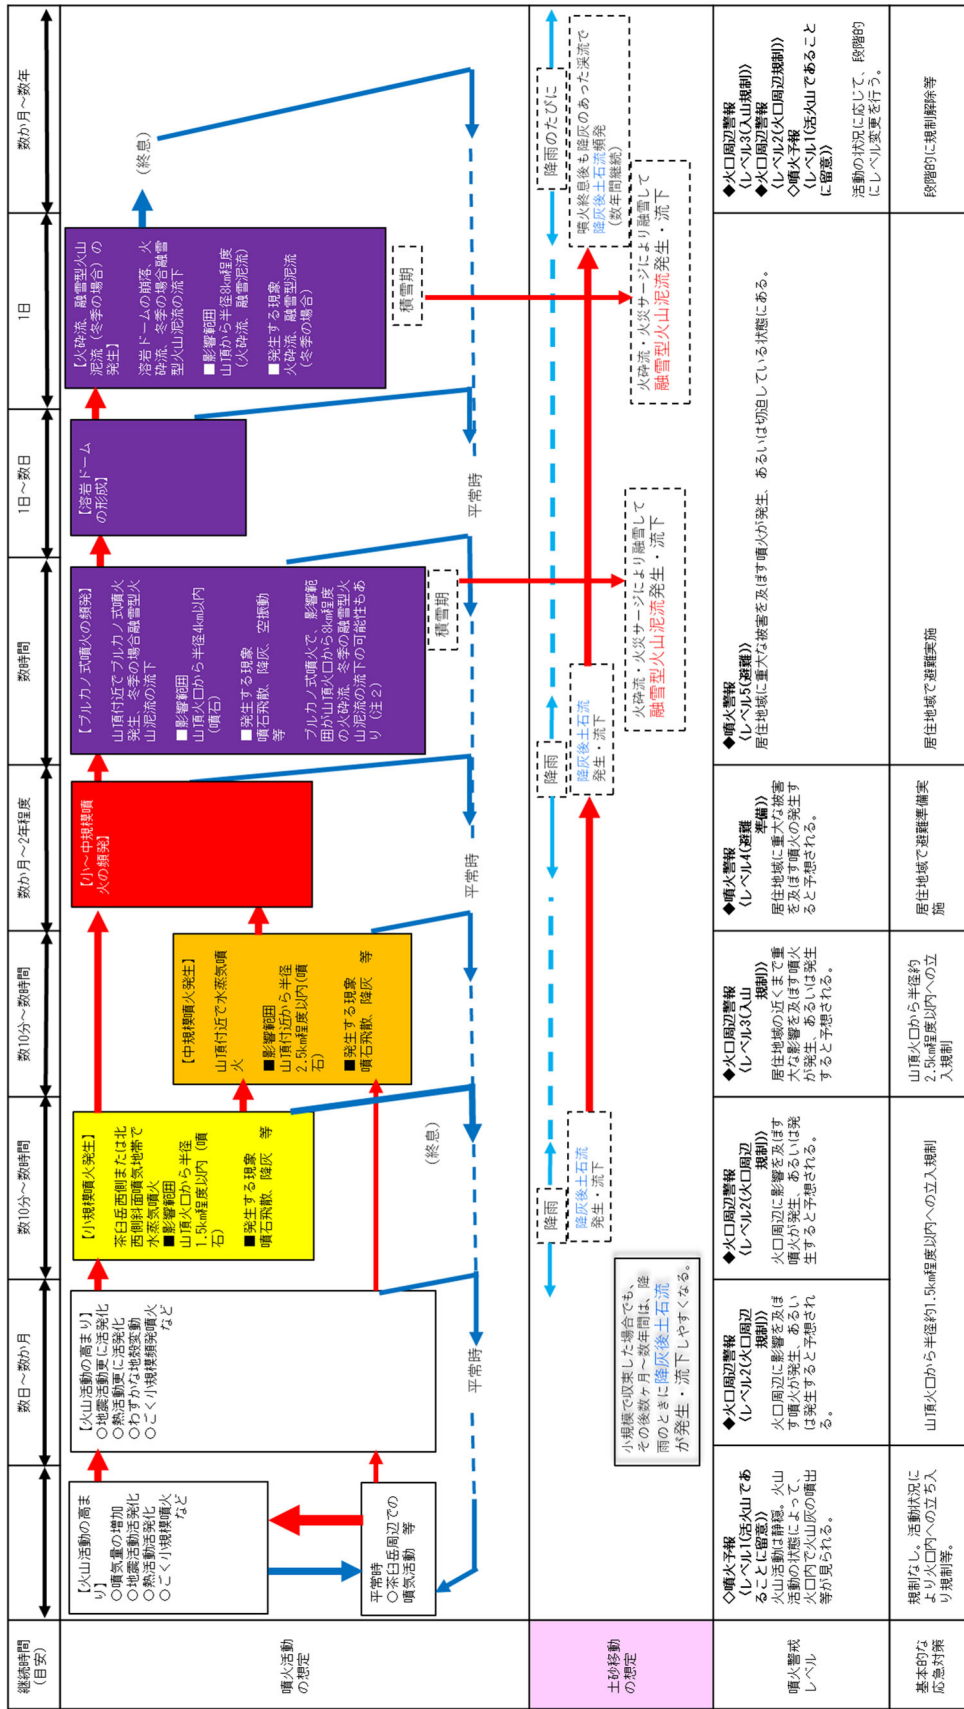 継続時間
(目安)
数日～数か月
数10分～数時間
数10分～数時間
数か月～2年程度
数時間
1日～数日
1日
数か月～数年
噴火活動
の想定
【火山活動の高ま
り】
○噴気量の増加
○地震活動活発化
○熱活動活発化
○ごく小規模噴火
など
平常時
○茶臼岳周辺での
噴気活動　等
【火山活動の高まり】
○地震活動更に活発化
○熱活動更に活発化
○わずかな地殻変動
○ごく小規模頻発噴火
など
平常時
【小規模噴火発生】
茶臼岳西側または北
西側斜面噴気地帯で
水蒸気噴火
■影響範囲
山頂火口から半径
1.5km程度以内（噴
石）
■発生する現象
噴石飛散、降灰　等
(終息)
【中規模噴火発生】
山頂付近で水蒸気噴
火
■影響範囲
山頂付近から半径
2.5km程度以内(噴
石)
■発生する現象
噴石飛散、降灰　等
【小～中規模噴
火の頻発】
平常時
【ブルカノ式噴火の頻発】
山頂付近でブルカノ式噴火
発生、冬季の場合融雪型火
山泥流の流下
■影響範囲
山頂火口から半径4km以内
(噴石)
■発生する現象
噴石飛散、降灰、空振動
等
ブルカノ式噴火で、影響範
囲が山頂火口から8km程度
の火砕流、冬季の融雪型火
山泥流の流下の可能性もあ
り（注２）
積雪期
【溶岩ドーム
の形成】
平常時
【火砕流、融雪型火山
泥流（冬季の場合）の
発生】
溶岩ドームの崩落、火
砕流、冬季の場合融雪
型火山泥流の流下
■影響範囲
山頂から半径8km程度
(火砕流、融雪泥流)
■発生する現象
火砕流、融雪型泥流
(冬季の場合)
積雪期
(終息)
土砂移動
の想定
小規模で収束した場合でも、
その後数ヶ月～数年間は、降
雨のときに降灰後土石流
が発生・流下しやすくなる。
降雨
降灰後土石流
発生・流下
降雨
降灰後土石流
発生・流下
火砕流・火災サージにより融雪して
融雪型火山泥流発生・流下
降雨のたびに
噴火終息後も降灰のあった渓流で
降灰後土石流頻発
(数年間継続)
火砕流・火災サージにより融雪して
融雪型火山泥流発生・流下
噴火警戒
レベル
◇噴火予報
〈レベル1(活火山であ
ることに留意)〉
火山活動は静穏。火山
活動の状態によって、
火口内で火山灰の噴出
等が見られる。
◆火口周辺警報
〈レベル2(火口周辺
規制)〉
火口周辺に影響を及ぼ
す噴火が発生、あるい
は発生すると予想され
る。
◆火口周辺警報
〈レベル2(火口周辺
規制)〉
火口周辺に影響を及ぼす
噴火が発生、あるいは発
生すると予想される。
◆火口周辺警報
〈レベル3(入山
規制)〉
居住地域の近くまで重
大な影響を及ぼす噴火
が発生、あるいは発生
すると予想される。
◆噴火警報
〈レベル4(避難
準備)〉
居住地域に重大な被害
を及ぼす噴火の発生す
ると予想される。
◆噴火警報
〈レベル5(避難)〉
居住地域に重大な被害を及ぼす噴火が発生、あるいは切迫している状態にある。
◆火口周辺警報
〈レベル3(入山規制)〉
◆火口周辺警報
〈レベル2(火口周辺規制)〉
◇噴火予報
〈レベル1(活火山であること
に留意)〉
活動の状況に応じて、段階的
にレベル変更を行う。
基本的な
応急対策
規制なし。活動状況に
より火口内への立ち入
り規制等。
山頂火口から半径約1.5km程度以内への立入規制
山頂火口から半径約
2.5km程度以内への立
入規制
居住地域で避難準備実
施
居住地域で避難実施
段階的に規制解除等